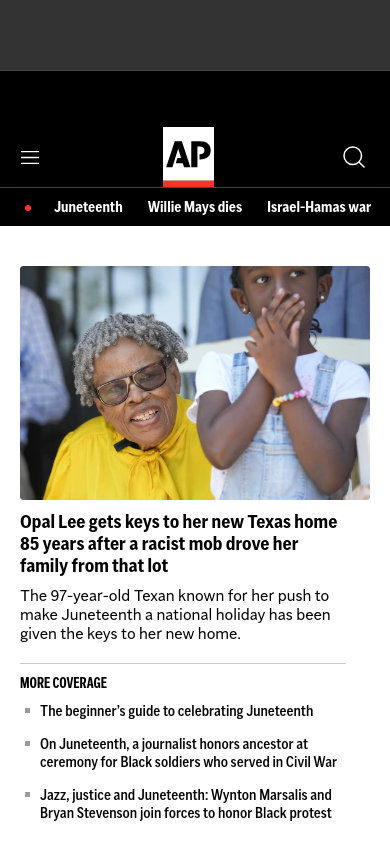 AP
Juneteenth Willie Mays dies Israel-Hamas war
Opal Lee gets keys to her new Texas home
85 years after a racist mob drove her
family from that lot
The 97-year-old Texan known for her push to
make Juneteenth a national holiday has been
given the keys to her new home.
MORE COVERAGE
The beginner’s guide to celebrating Juneteenth
On Juneteenth, a journalist honors ancestor at
ceremony for Black soldiers who served in Civil War
Jazz, justice and Juneteenth: Wynton Marsalis and
Bryan Stevenson join forces to honor Black protest